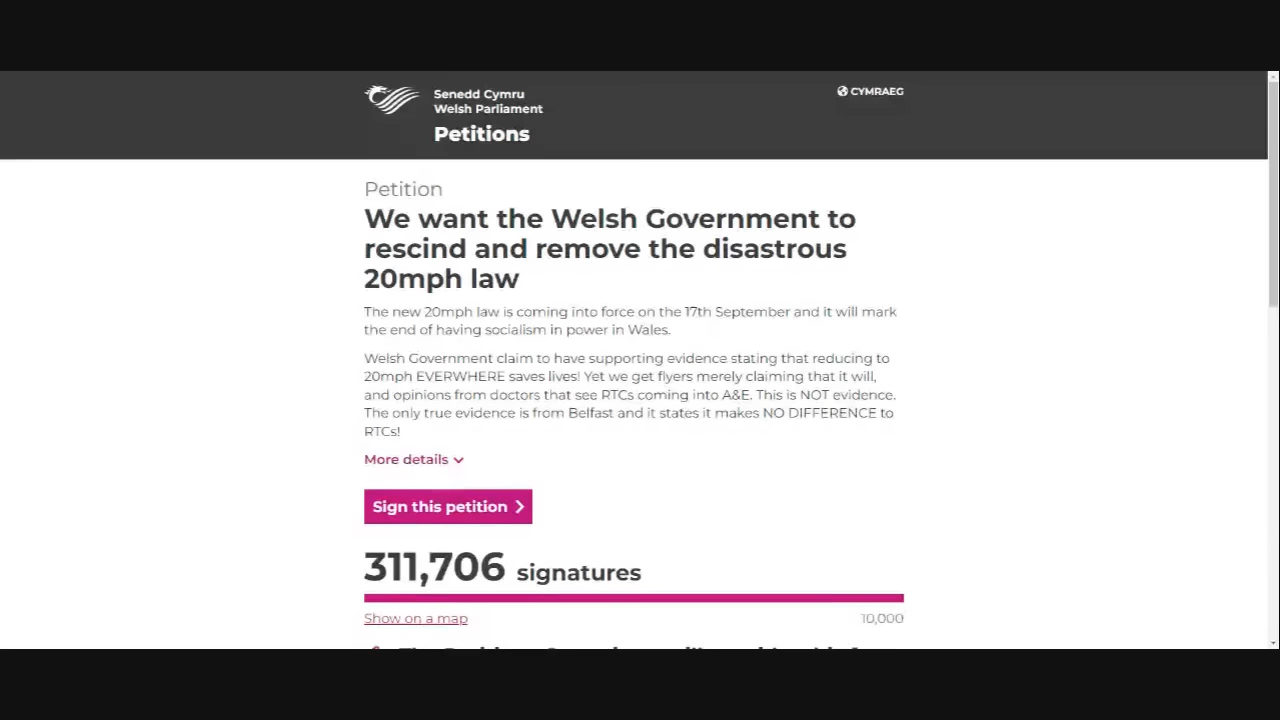 Senedd Cymru
Welsh Parliament
Petitions
CYMRAEG
Petition
We want the Welsh Government to
rescind and remove the disastrous
20mph law
The new 20mph law is coming into force on the 17th September and it will mark
the end of having socialism in power in Wales.
Welsh Government claim to have supporting evidence stating that reducing to
20mph EVERWHERE saves lives! Yet we get flyers merely claiming that it will,
and opinions from doctors that see RTCs coming into A&E. This is NOT evidence.
The only true evidence is from Belfast and it states it makes NO DIFFERENCE to
RTCs!
More details
Sign this petition
311,706 signatures
Show on a map
10,000